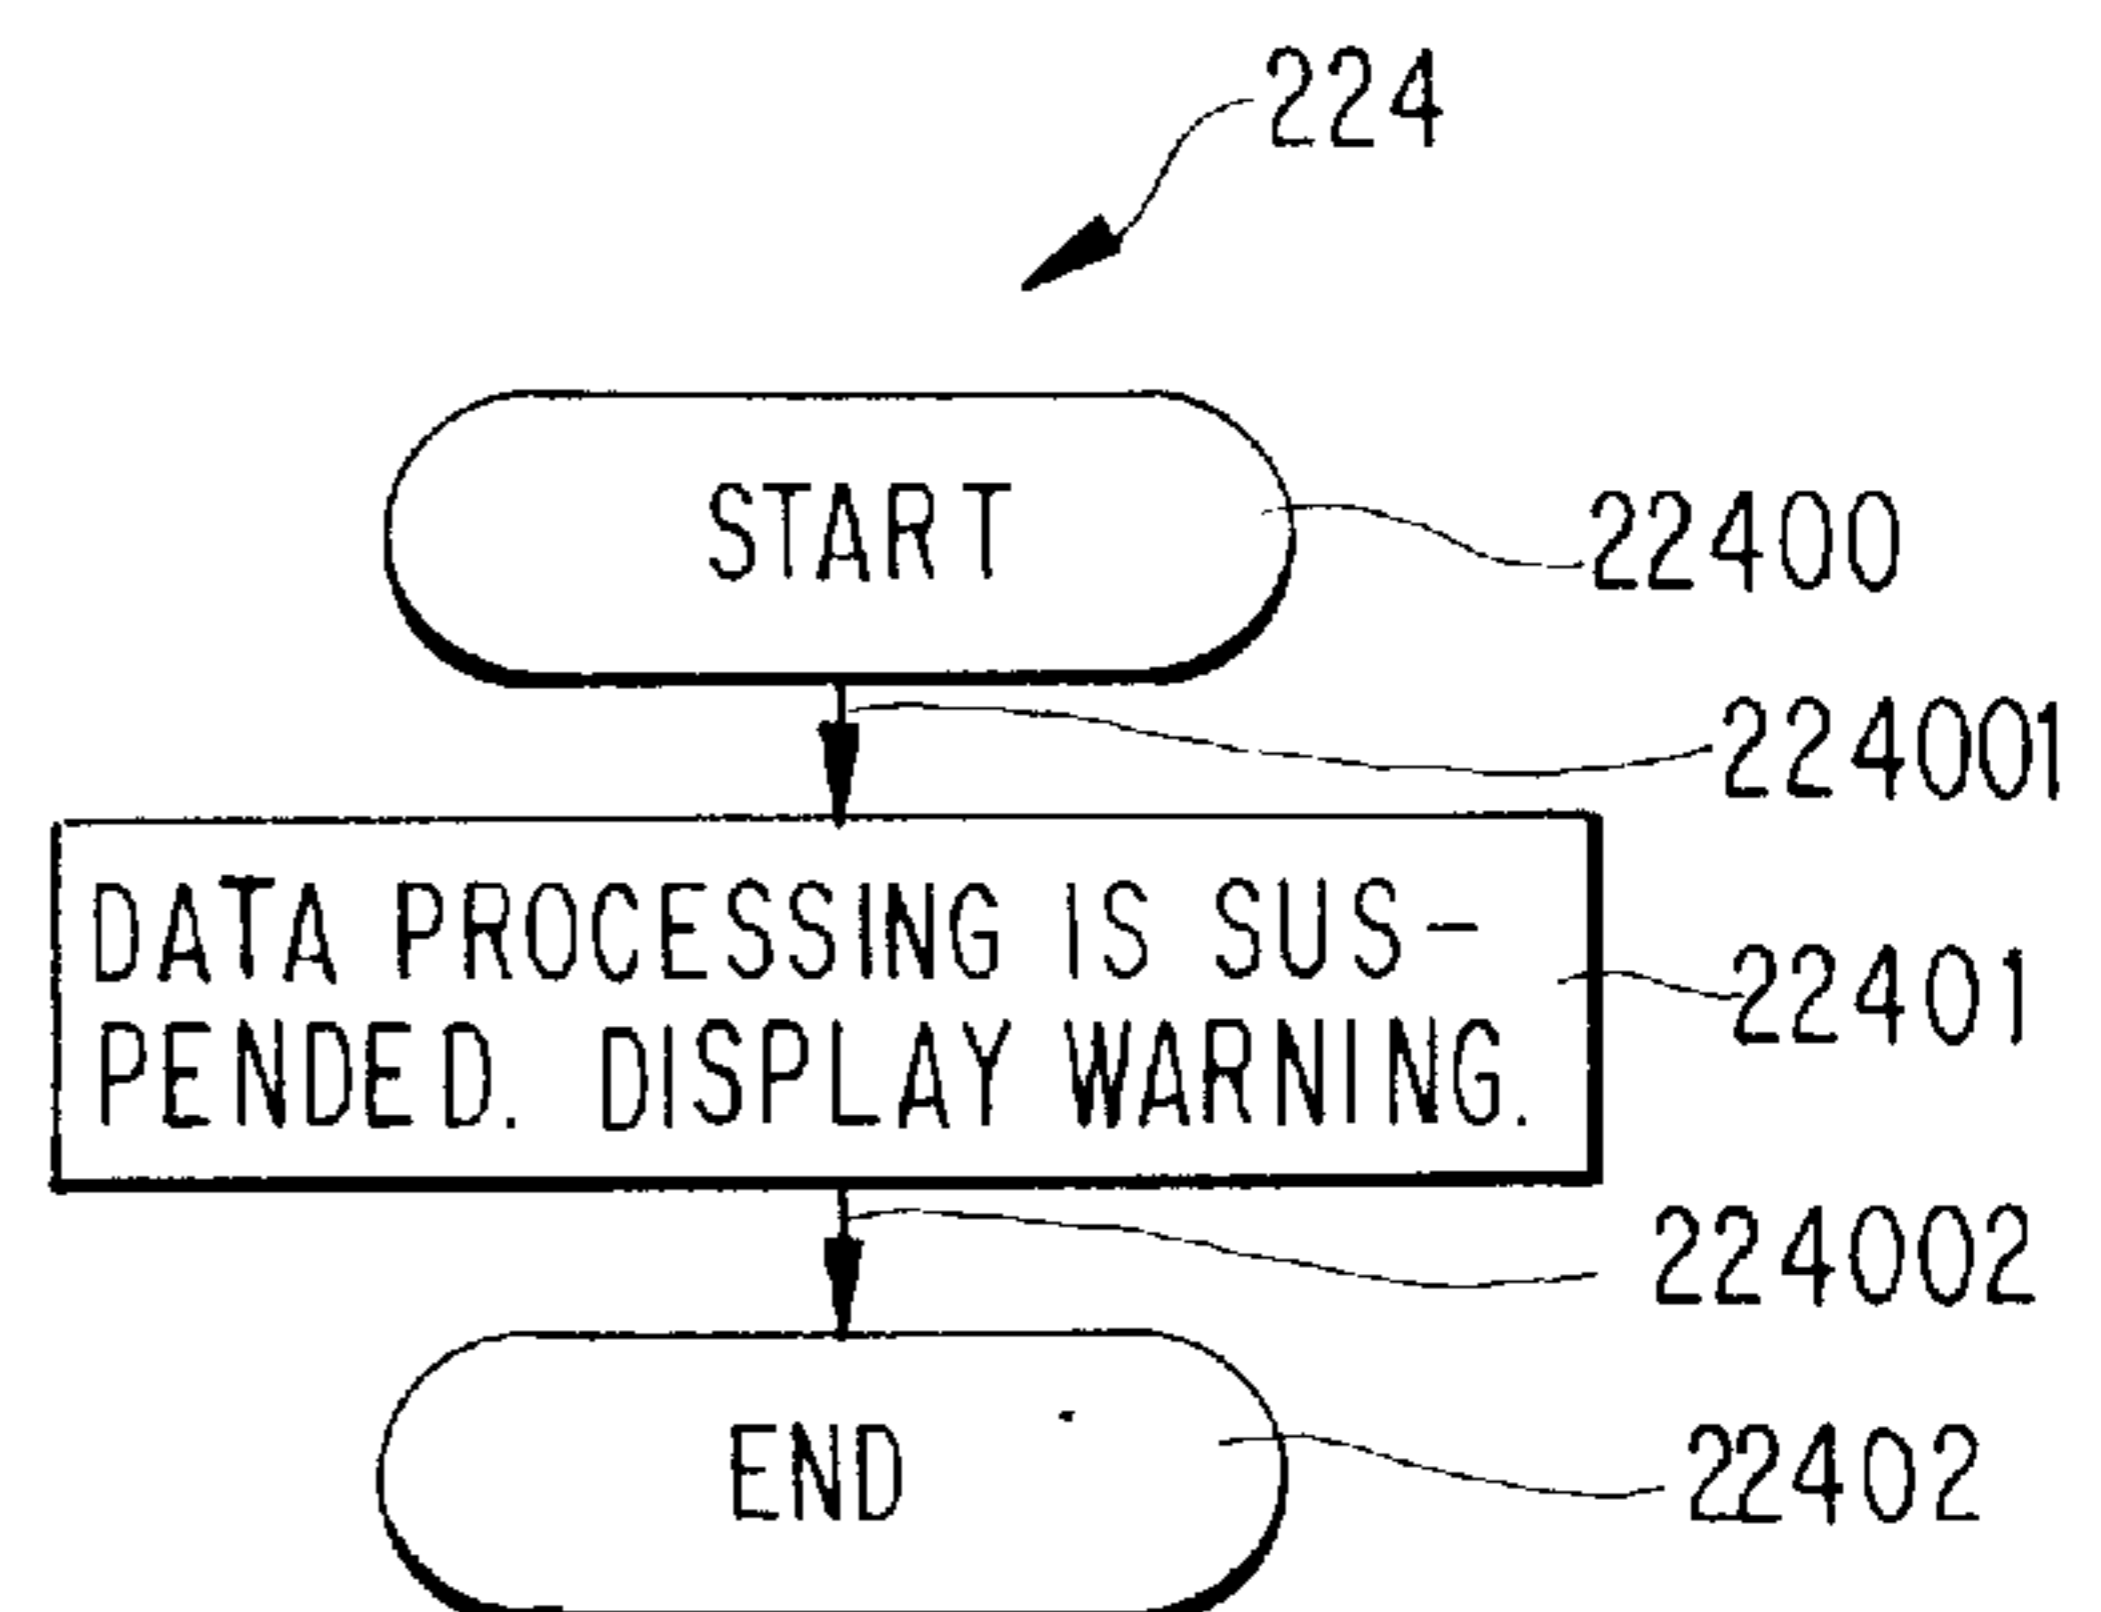 224
START
22400
224001
DATA PROCESSING IS SUS-
PENDED. DISPLAY WARNING.
22401
224002
END
22402